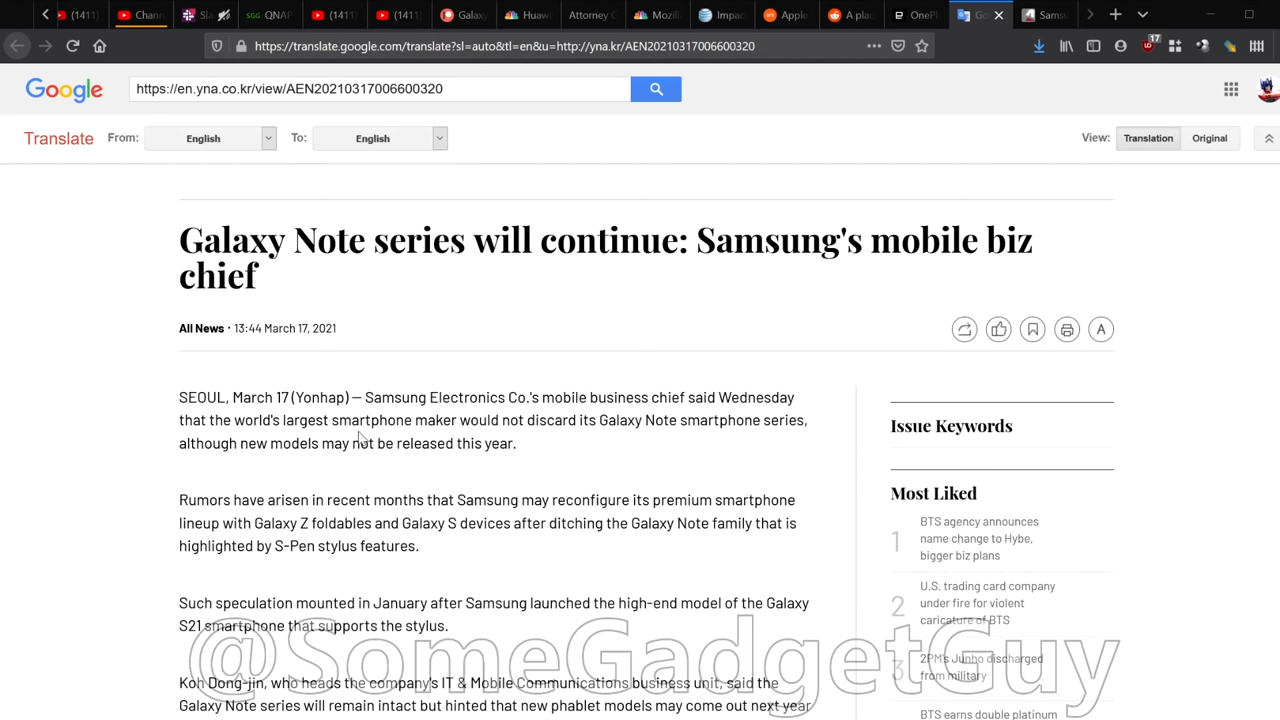 (1411)
Chann
Sla
SGG QNAP
(1411)
(1411)
Galaxy
Huaw
Attorney G
Mozill
Impac
Apple
A plac
OneP
Go
Samsu
https://translate.google.com/translate?sl=auto&tl=en&u=http://yna.kr/AEN20210317006600320
17
Google
https://en.yna.co.kr/view/AEN20210317006600320
Translate From: English To: English View: Translation Original
Galaxy Note series will continue: Samsung's mobile biz
chief
All News · 13:44 March 17, 2021
A
SEOUL, March 17 (Yonhap) — Samsung Electronics Co.'s mobile business chief said Wednesday
that the world's largest smartphone maker would not discard its Galaxy Note smartphone series,
although new models may not be released this year.
Rumors have arisen in recent months that Samsung may reconfigure its premium smartphone
lineup with Galaxy Z foldables and Galaxy S devices after ditching the Galaxy Note family that is
highlighted by S-Pen stylus features.
Such speculation mounted in January after Samsung launched the high-end model of the Galaxy
S21 smartphone that supports the stylus.
Koh Dong-jin, who heads the company's IT & Mobile Communications business unit, said the
Galaxy Note series will remain intact but hinted that new phablet models may come out next year
Issue Keywords
Most Liked
1
BTS agency announces
name change to Hybe,
bigger biz plans
2
U.S. trading card company
under fire for violent
caricature of BTS
3
2PM's Junho discharged
from military
BTS earns double platinum
@SomeGadgetGuy